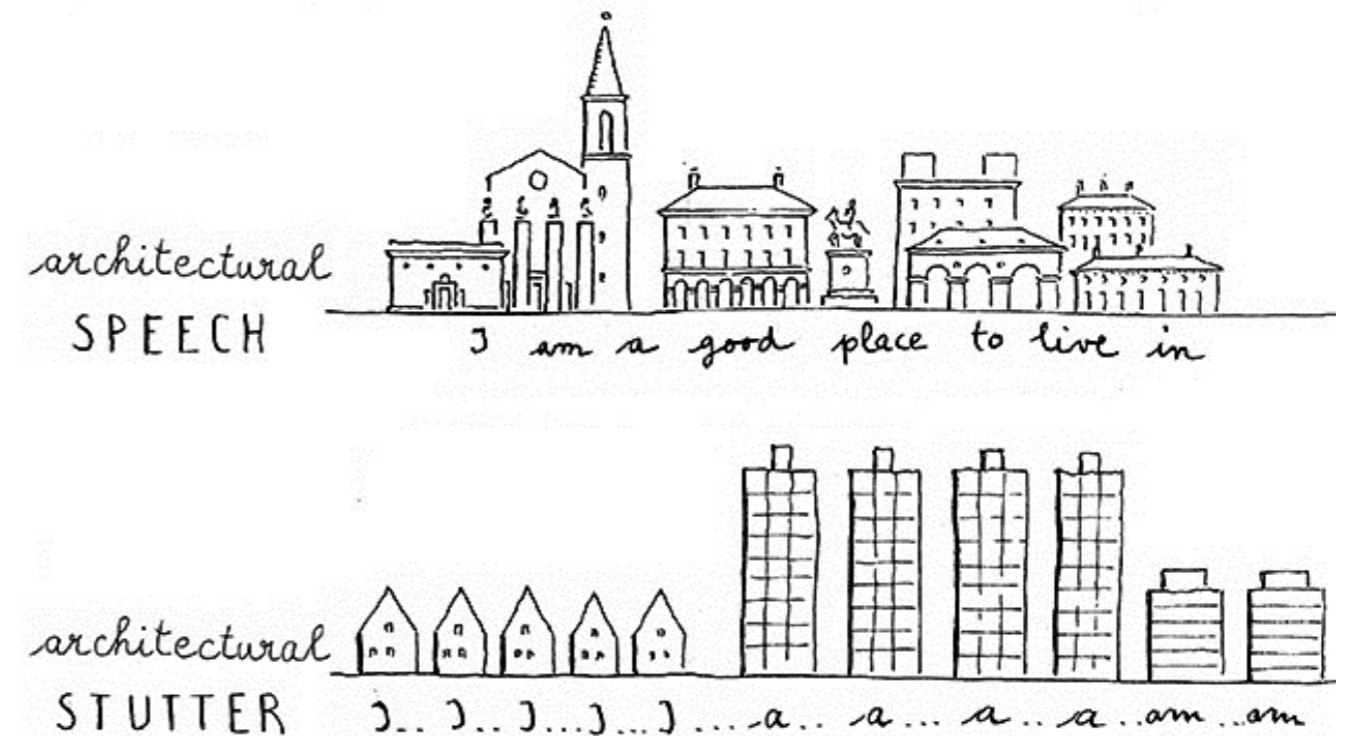 architectural
SPEECH
I am a good place to live in
architectural
STUTTER
I... I... I... I... I.... a.. a... a.. a.. am.. am